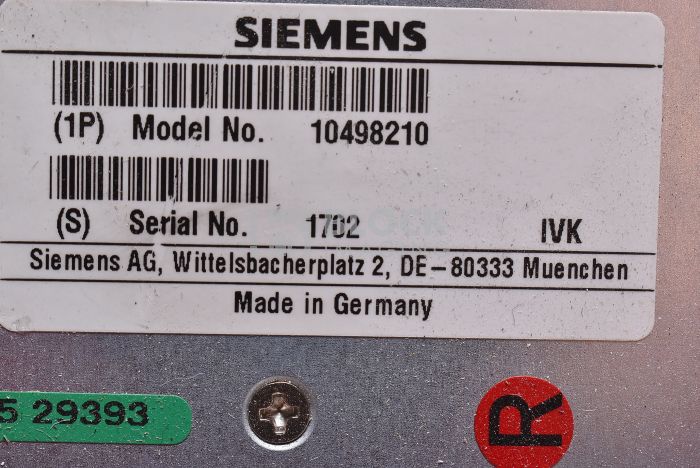 SIEMENS
(1P) Model No. 10498210
(S) Serial No. 1702 IVK
Siemens AG, Wittelsbacherplatz 2, DE-80333 Muenchen
Made in Germany
5 29393
R